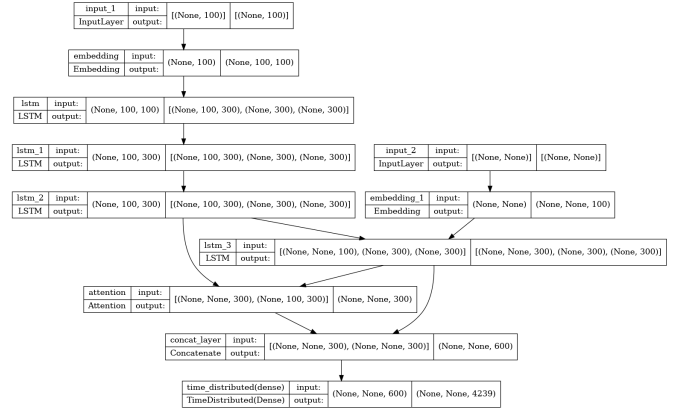 input_1 input: [(None, 100)] [(None, 100)]
InputLayer output:
embedding input: (None, 100) (None, 100, 100)
Embedding output:
lstm input: (None, 100, 100) [(None, 100, 300), (None, 300), (None, 300)]
LSTM output:
lstm_1 input: (None, 100, 300) [(None, 100, 300), (None, 300), (None, 300)]
LSTM output:
input_2 input: [(None, None)] [(None, None)]
InputLayer output:
lstm_2 input: (None, 100, 300) [(None, 100, 300), (None, 300), (None, 300)]
LSTM output:
embedding_1 input: (None, None) (None, None, 100)
Embedding output:
lstm_3 input: [(None, None, 100), (None, 300), (None, 300)] [(None, None, 300), (None, 300), (None, 300)]
LSTM output:
attention input: [(None, None, 300), (None, 100, 300)] (None, None, 300)
Attention output:
concat_layer input: [(None, None, 300), (None, None, 300)] (None, None, 600)
Concatenate output:
time_distributed(dense) input: (None, None, 600) (None, None, 4239)
TimeDistributed(Dense) output: